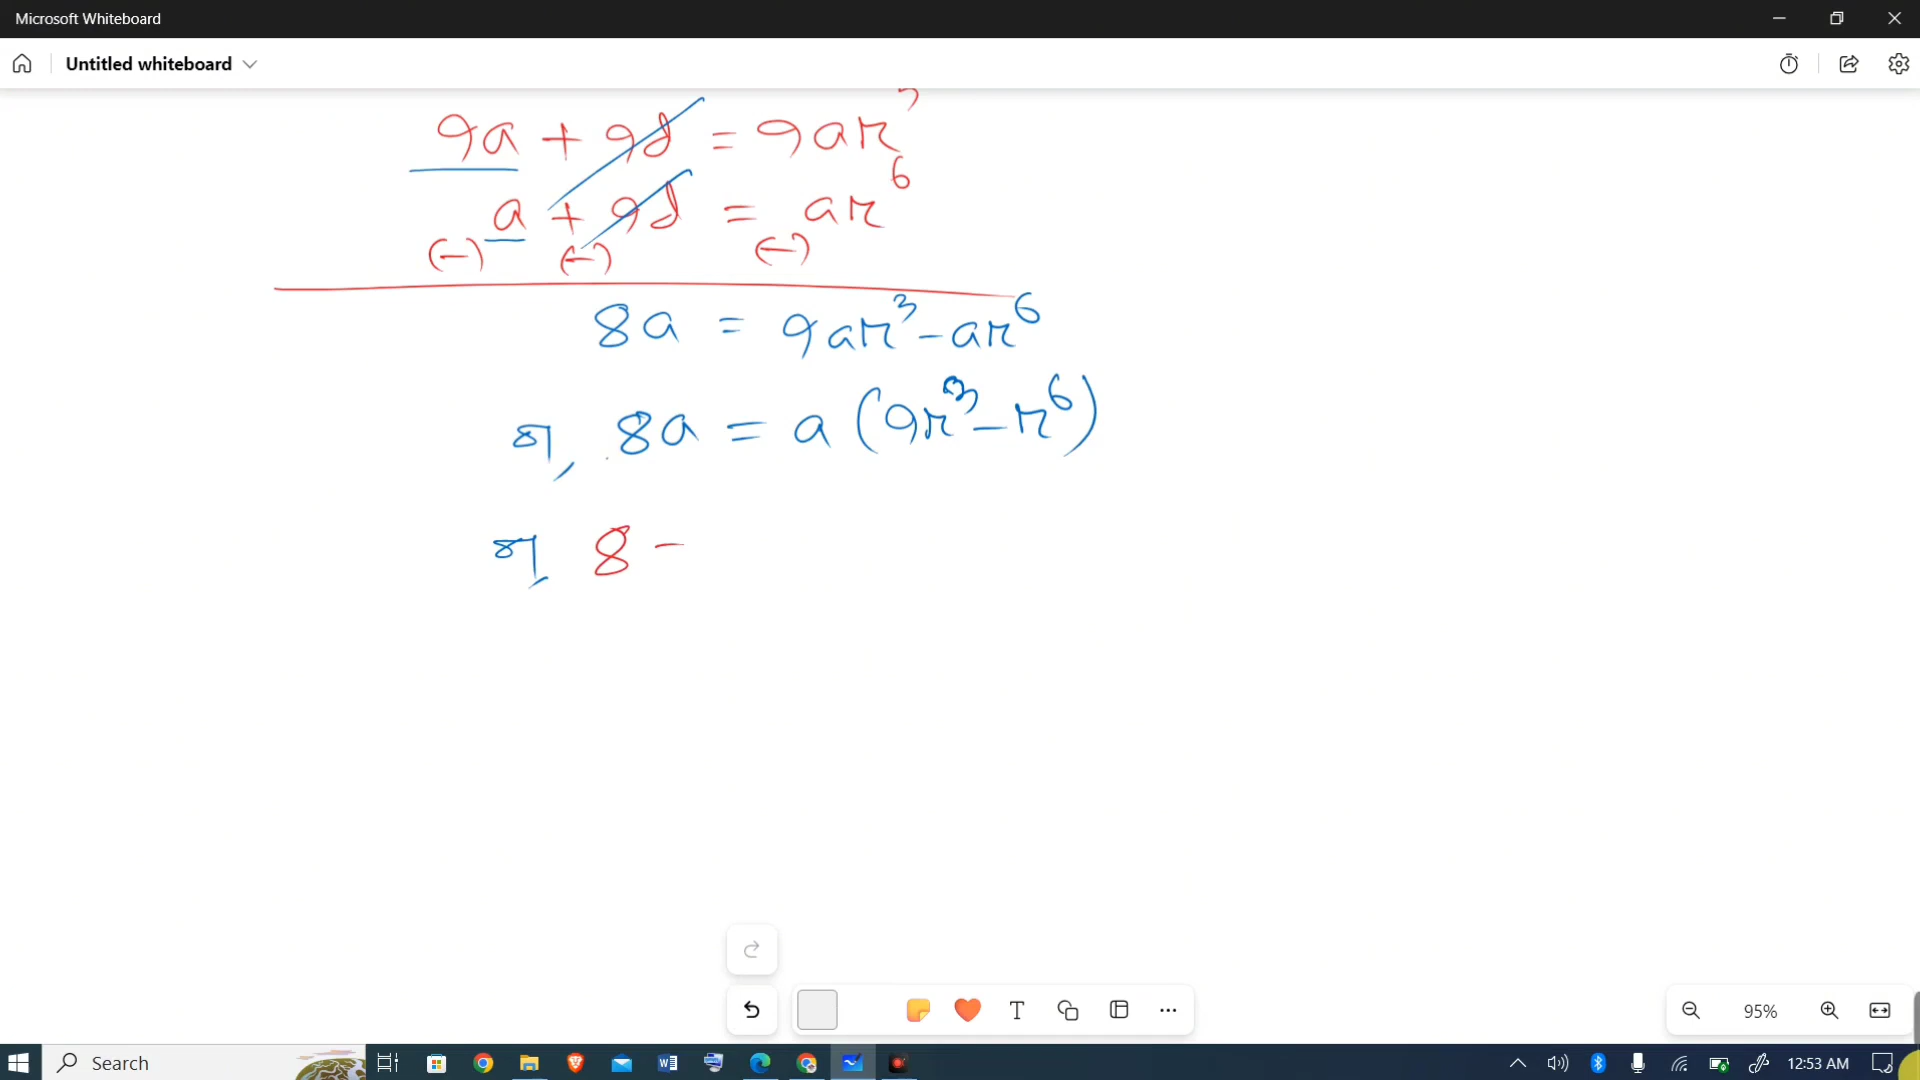 Microsoft Whiteboard
Untitled whiteboard
9a + 9d = 9ar³
a + 9d = ar⁶
(−) (−) (−)
8a = 9ar³ − ar⁶
বা, 8a = a (9r³ − r⁶)
বা, 8 −
95%
Search
12:53 AM